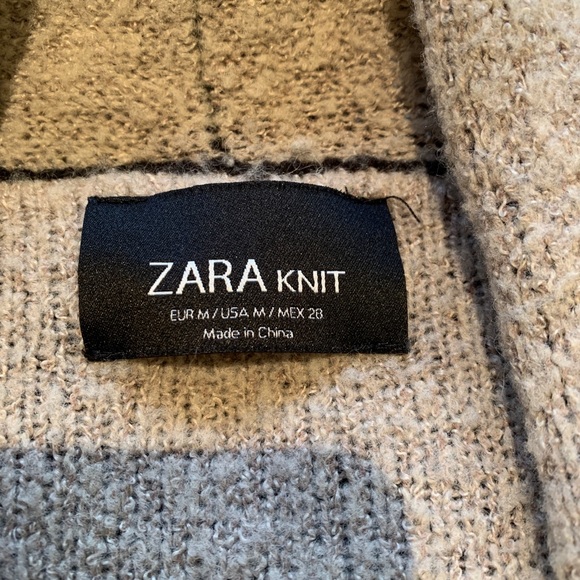 ZARA KNIT
EUR M / USA M / MEX 28
Made in China